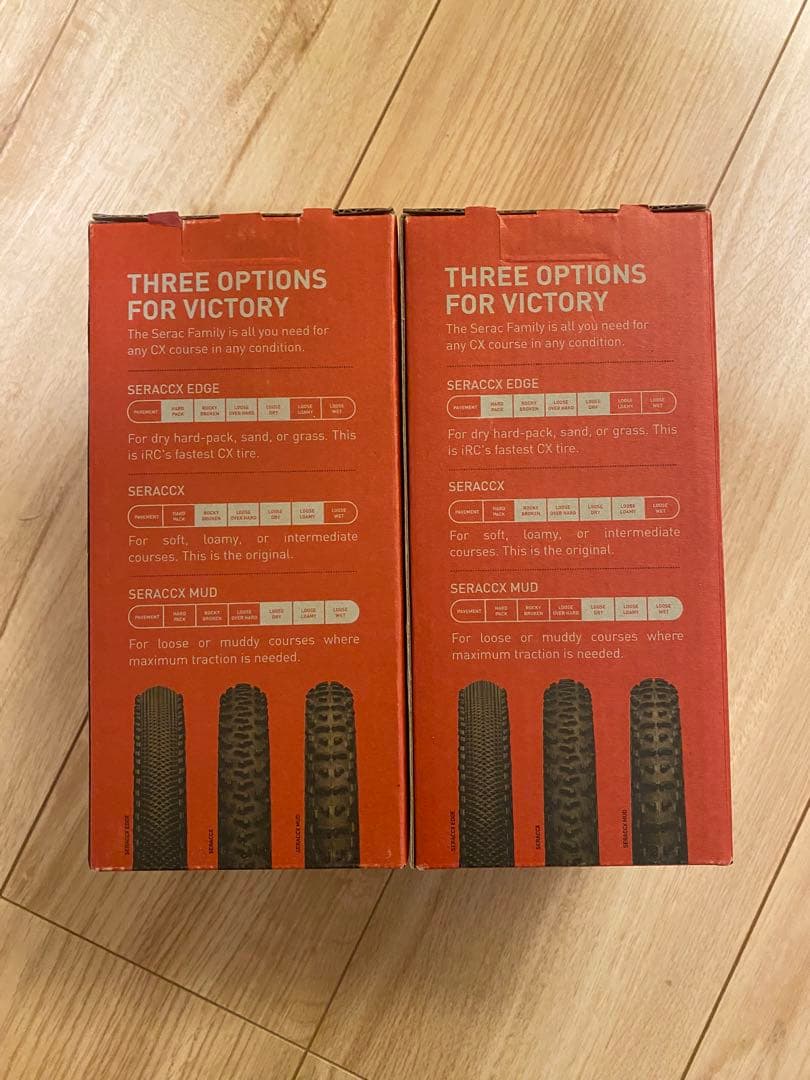 THREE OPTIONS
FOR VICTORY
The Serac Family is all you need for
any CX course in any condition.
SERACCX EDGE
PAVEMENT
HARD
PACK
ROCKY
BROKEN
LOOSE
OVER HARD
LOOSE
DRY
LOOSE
LOAMY
LOOSE
WET
For dry hard-pack, sand, or grass. This
is iRC's fastest CX tire.
SERACCX
PAVEMENT
HARD
PACK
ROCKY
BROKEN
LOOSE
OVER HARD
LOOSE
DRY
LOOSE
LOAMY
LOOSE
WET
For soft, loamy, or intermediate
courses. This is the original.
SERACCX MUD
PAVEMENT
HARD
PACK
ROCKY
BROKEN
LOOSE
OVER HARD
LOOSE
DRY
LOOSE
LOAMY
LOOSE
WET
For loose or muddy courses where
maximum traction is needed.
SERACCX EDGE
SERACCX
SERACCX MUD
THREE OPTIONS
FOR VICTORY
The Serac Family is all you need for
any CX course in any condition.
SERACCX EDGE
PAVEMENT
HARD
PACK
ROCKY
BROKEN
LOOSE
OVER HARD
LOOSE
DRY
LOOSE
LOAMY
LOOSE
WET
For dry hard-pack, sand, or grass. This
is iRC's fastest CX tire.
SERACCX
PAVEMENT
HARD
PACK
ROCKY
BROKEN
LOOSE
OVER HARD
LOOSE
DRY
LOOSE
LOAMY
LOOSE
WET
For soft, loamy, or intermediate
courses. This is the original.
SERACCX MUD
PAVEMENT
HARD
PACK
ROCKY
BROKEN
LOOSE
OVER HARD
LOOSE
DRY
LOOSE
LOAMY
LOOSE
WET
For loose or muddy courses where
maximum traction is needed.
SERACCX EDGE
SERACCX
SERACCX MUD